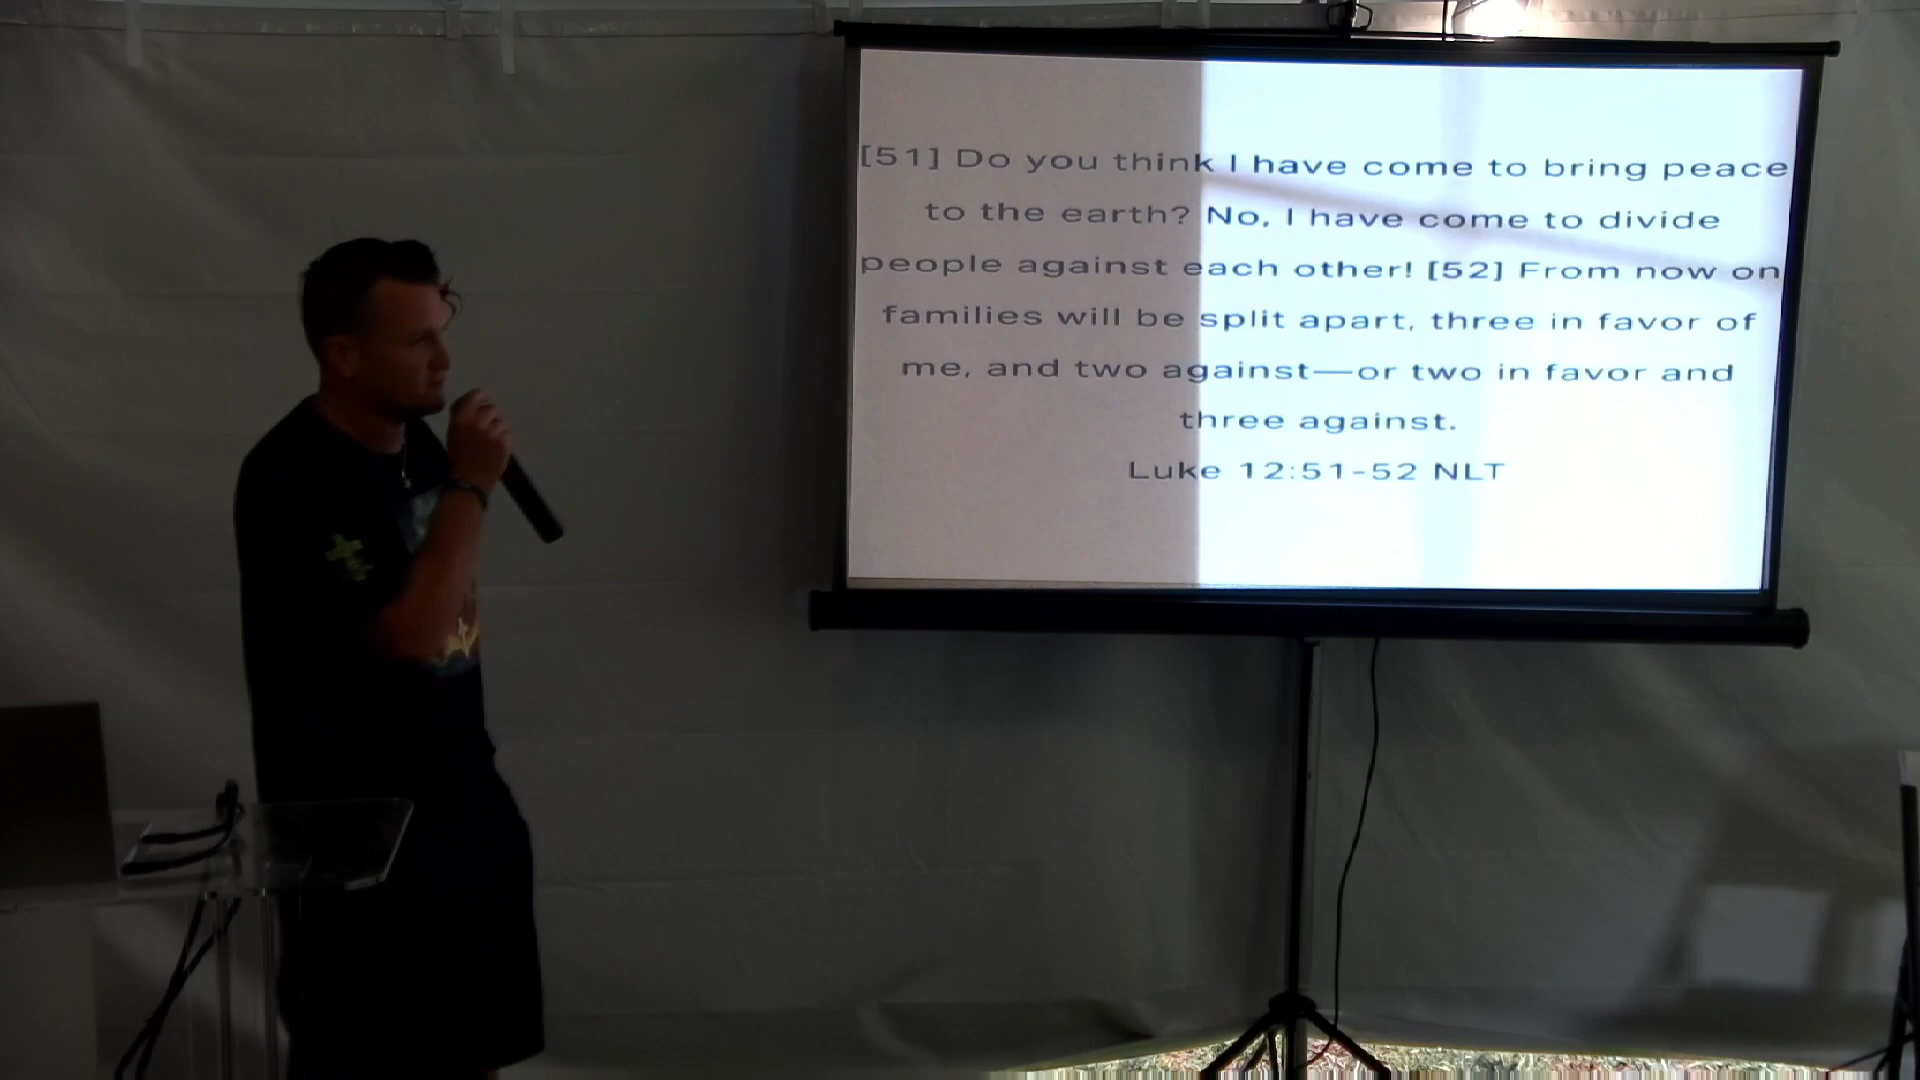 [51] Do you think I have come to bring peace
to the earth? No, I have come to divide
people against each other! [52] From now on
families will be split apart, three in favor of
me, and two against—or two in favor and
three against.
Luke 12:51-52 NLT